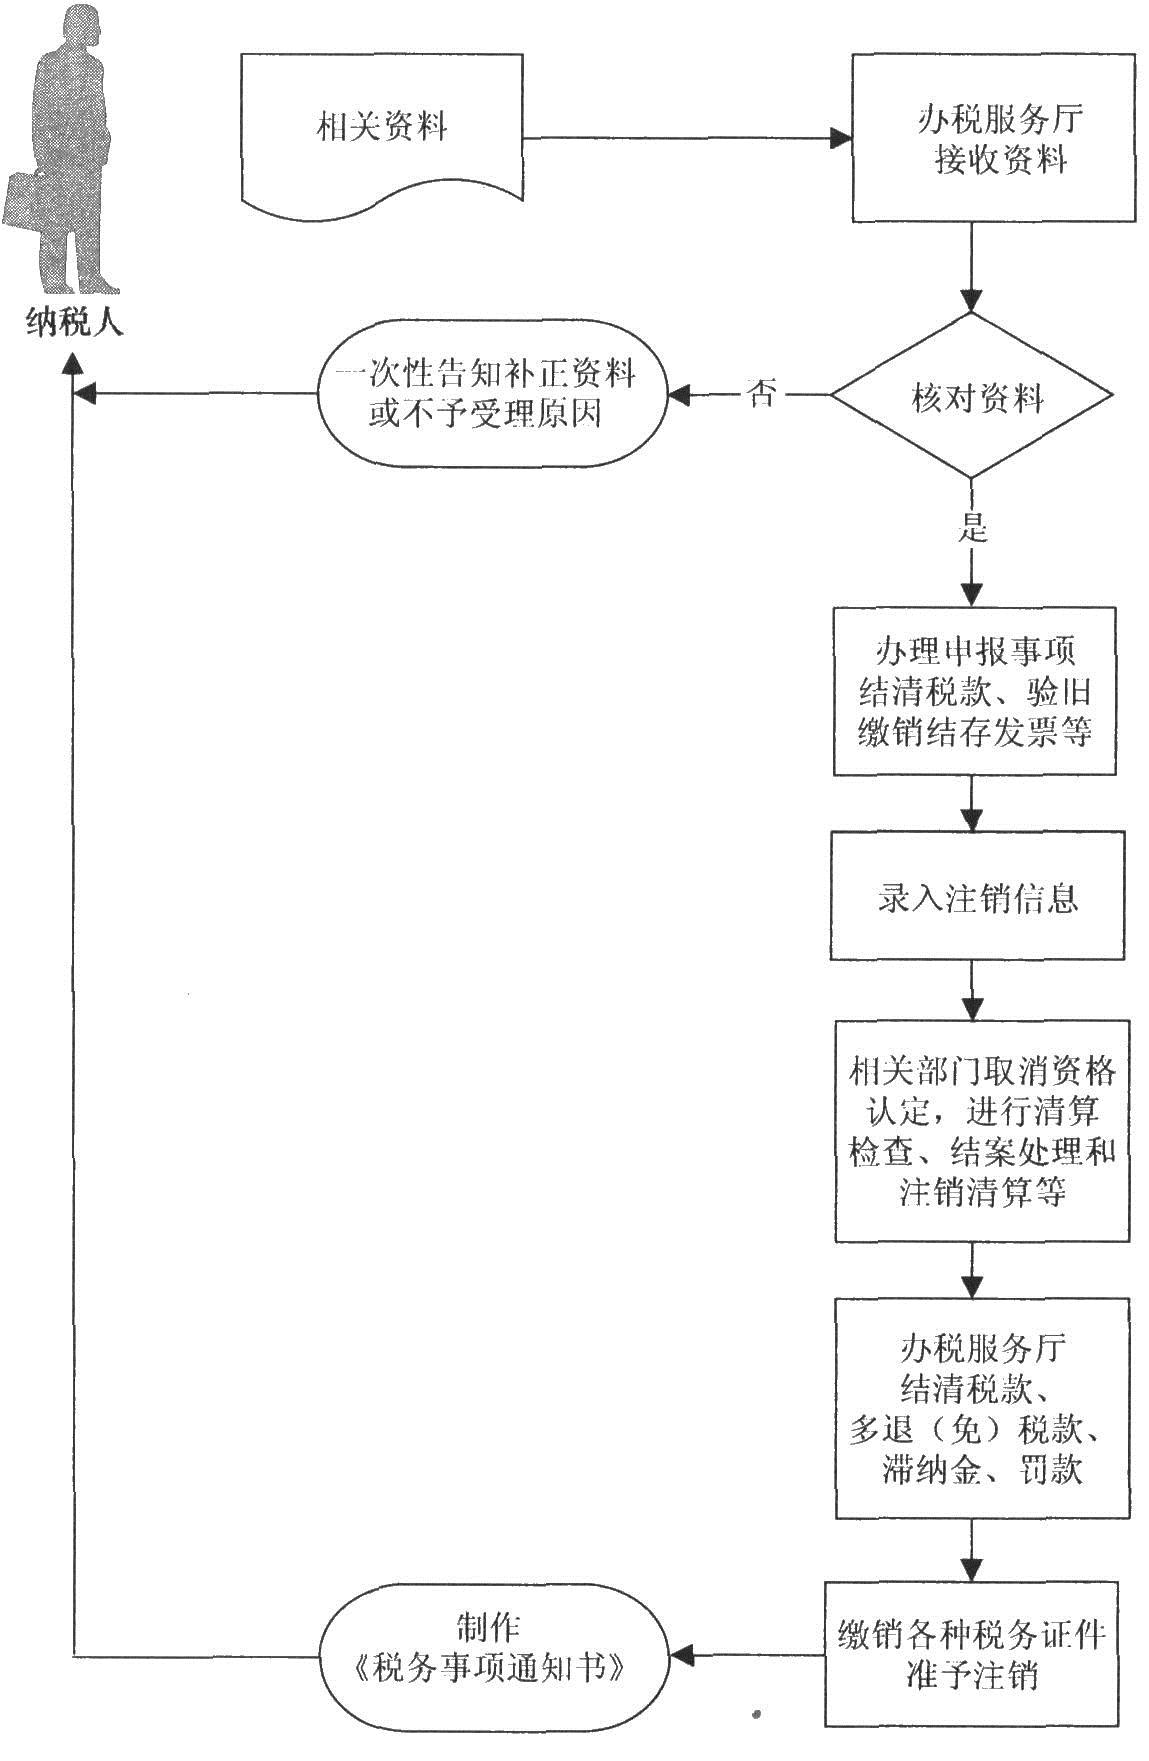 相关资料
办税服务厅
接收资料
纳税人
一次性告知补正资料
或不予受理原因
否
核对资料
是
办理申报事项
结清税款、验旧
缴销结存发票等
录入注销信息
相关部门取消资格
认定，进行清算
检查、结案处理和
注销清算等
办税服务厅
结清税款、
多退（免）税款、
滞纳金、罚款
缴销各种税务证件
准予注销
制作
《税务事项通知书》